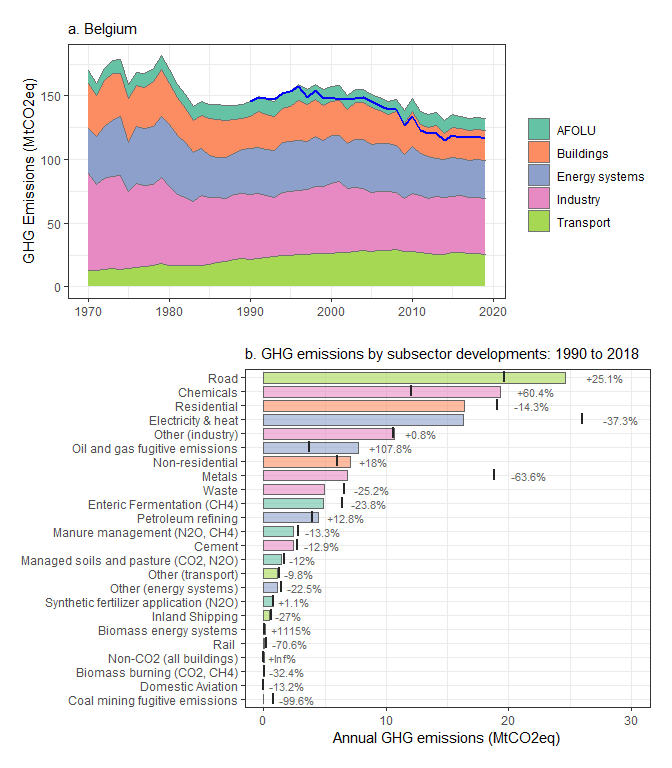 a. Belgium
GHG Emissions (MtCO2eq)
150
100
50
0
1970
1980
1990
2000
2010
2020
AFOLU
Buildings
Energy systems
Industry
Transport
b. GHG emissions by subsector developments: 1990 to 2018
Road +25.1%
Chemicals +60.4%
Residential -14.3%
Electricity & heat -37.3%
Other (industry) +0.8%
Oil and gas fugitive emissions +107.8%
Non-residential +18%
Metals -63.6%
Waste -25.2%
Enteric Fermentation (CH4) -23.8%
Petroleum refining +12.8%
Manure management (N2O, CH4) -13.3%
Cement -12.9%
Managed soils and pasture (CO2, N2O) -12%
Other (transport) -9.8%
Other (energy systems) -22.5%
Synthetic fertilizer application (N2O) +1.1%
Inland Shipping -27%
Biomass energy systems +1115%
Rail -70.6%
Non-CO2 (all buildings) +Inf%
Biomass burning (CO2, CH4) -32.4%
Domestic Aviation -13.2%
Coal mining fugitive emissions -99.6%
0
10
20
30
Annual GHG emissions (MtCO2eq)